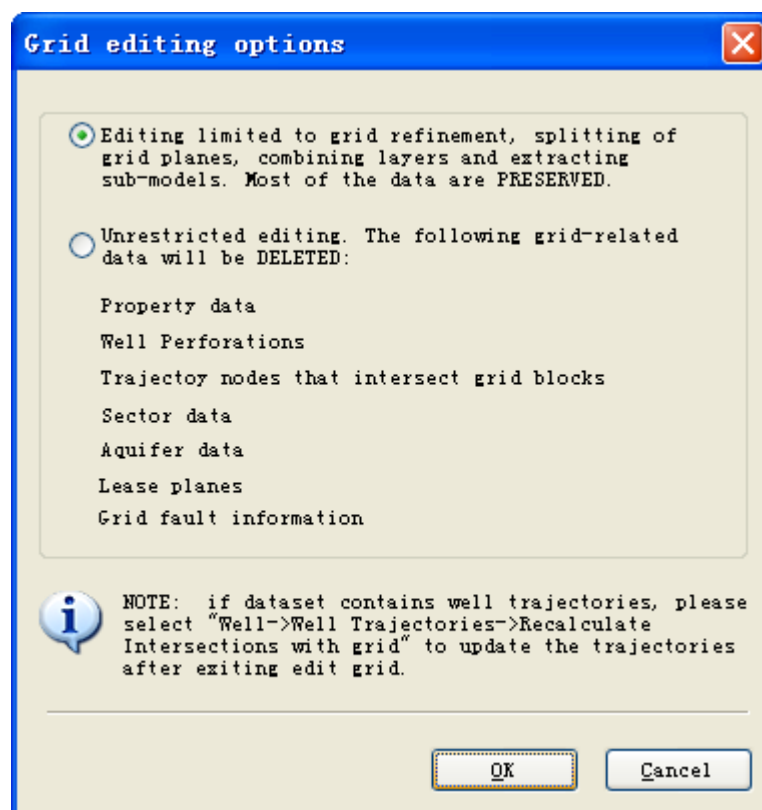 Grid editing options
Editing limited to grid refinement, splitting of
grid planes, combining layers and extracting
sub-models. Most of the data are PRESERVED.
Unrestricted editing. The following grid-related
data will be DELETED:
Property data
Well Perforations
Trajectoy nodes that intersect grid blocks
Sector data
Aquifer data
Lease planes
Grid fault information
NOTE: if dataset contains well trajectories, please
select "Well->Well Trajectories->Recalculate
Intersections with grid" to update the trajectories
after exiting edit grid.
OK
Cancel